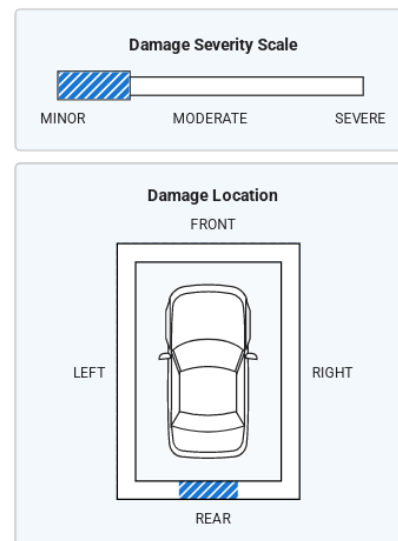 Damage Severity Scale
MINOR MODERATE SEVERE
Damage Location
FRONT
LEFT RIGHT
REAR